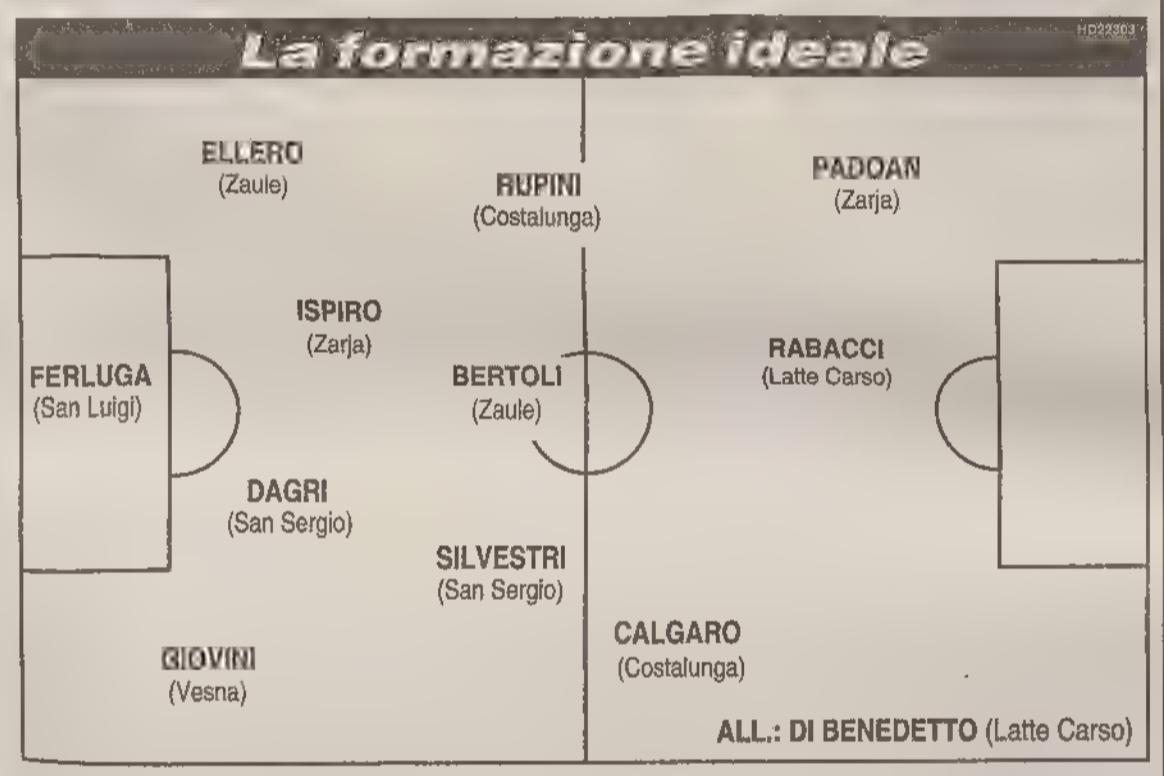 La formazione ideale
HD22303
ELLERO
(Zaule)
RUPINI
(Costalunga)
PADOAN
(Zarja)
ISPIRO
(Zarja)
FERLUGA
(San Luigi)
BERTOLI
(Zaule)
RABACCI
(Latte Carso)
DAGRI
(San Sergio)
SILVESTRI
(San Sergio)
GIOVINI
(Vesna)
CALGARO
(Costalunga)
ALL.: DI BENEDETTO (Latte Carso)